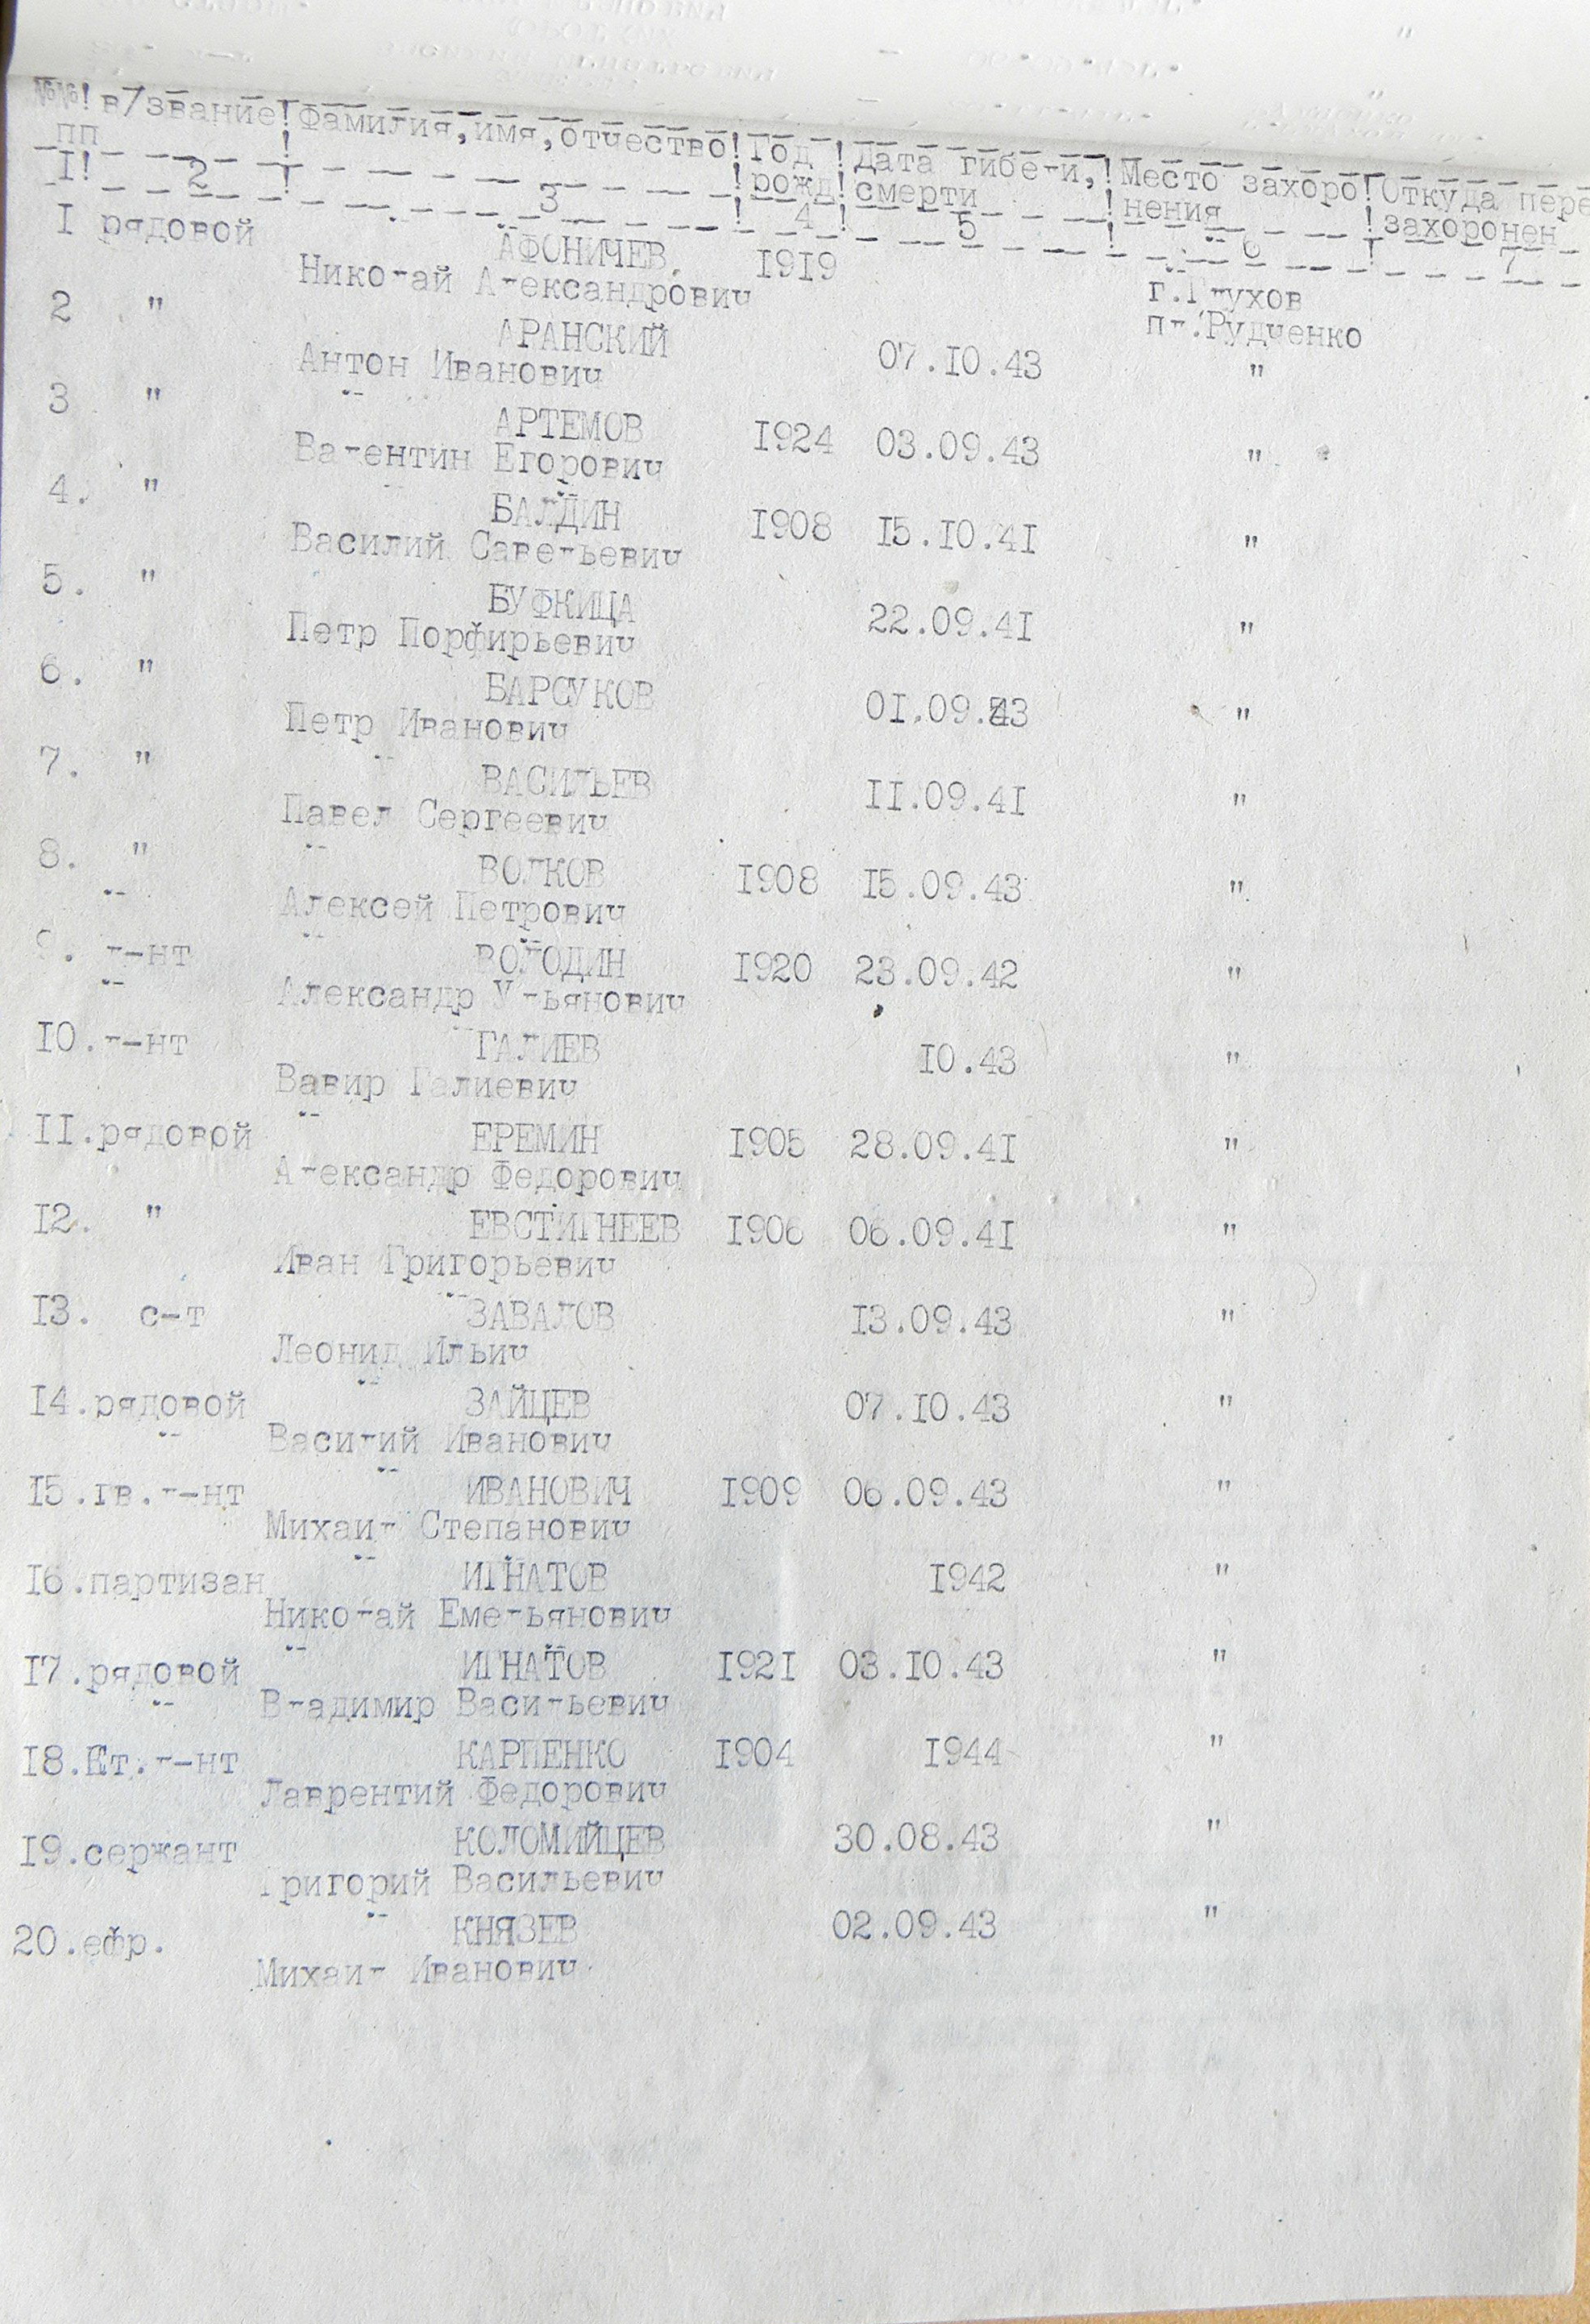 №№! в/звание! Фамилия, имя, отчество! Год ! Дата гибели, ! Место захоро! Откуда пере
пп ! ! рожд! смерти ! нения ! захоронен
I! 2 ! 3 ! 4 ! 5 ! 6 ! 7
I рядовой АФОНИЧЕВ 1919 г.Глухов
Николай Александрович пл.Рудченко
2 " АРАНСКИЙ 07.10.43 "
Антон Иванович
3 " АРТЕМОВ 1924 03.09.43 "
Валентин Егорович
4. " БАЛДИН 1908 15.10.41 "
Василий Савельевич
5. " БУФКИЦА 22.09.41 "
Петр Порфирьевич
6. " БАРСУКОВ 01.09.43 "
Петр Иванович
7. " ВАСИЛЬЕВ 11.09.41 "
Павел Сергеевич
8. " ВОЛКОВ 1908 15.09.43 "
Алексей Петрович
9. л-нт ВОЛОДИН 1920 23.09.42 "
Александр Ульянович
10. л-нт ГАЛИЕВ 10.43 "
Вавир Галиевич
11. рядовой ЕРЕМИН 1905 28.09.41 "
Александр Федорович
12. " ЕВСТИГНЕЕВ 1906 06.09.41 "
Иван Григорьевич
13. с-т ЗАВАЛОВ 13.09.43 "
Леонид Ильич
14. рядовой ЗАЙЦЕВ 07.10.43 "
Василий Иванович
15. гв.л-нт ИВАНОВИЧ 1909 06.09.43 "
Михаил Степанович
16. партизан ИГНАТОВ 1942 "
Николай Емельянович
17. рядовой ИГНАТОВ 1921 03.10.43 "
Владимир Васильевич
18. ст.л-нт КАРПЕНКО 1904 1944 "
Лаврентий Федорович
19. сержант КОЛОМИЙЦЕВ 30.08.43 "
Григорий Васильевич
20. ефр. КНЯЗЕВ 02.09.43 "
Михаил Иванович